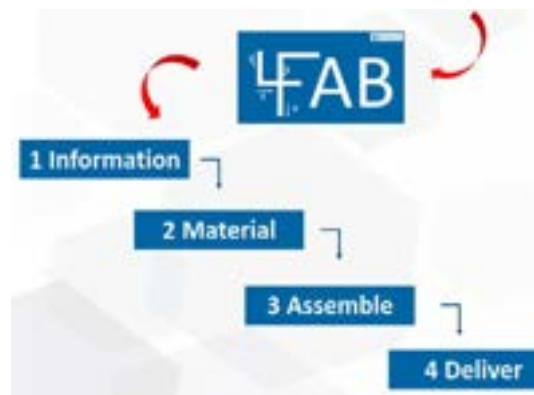 4FAB
1 Information
2 Material
3 Assemble
4 Deliver